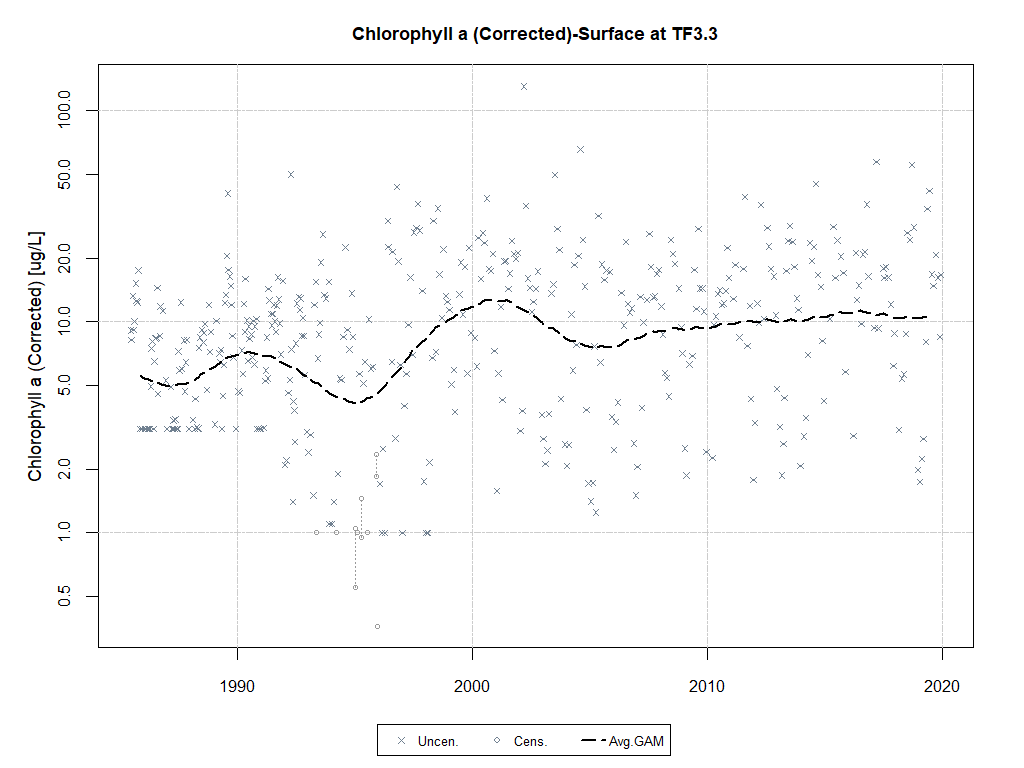 Chlorophyll a (Corrected)-Surface at TF3.3
Chlorophyll a (Corrected) [ug/L]
100.0
50.0
20.0
10.0
5.0
2.0
1.0
0.5
1990 2000 2010 2020
Uncen. Cens. Avg.GAM